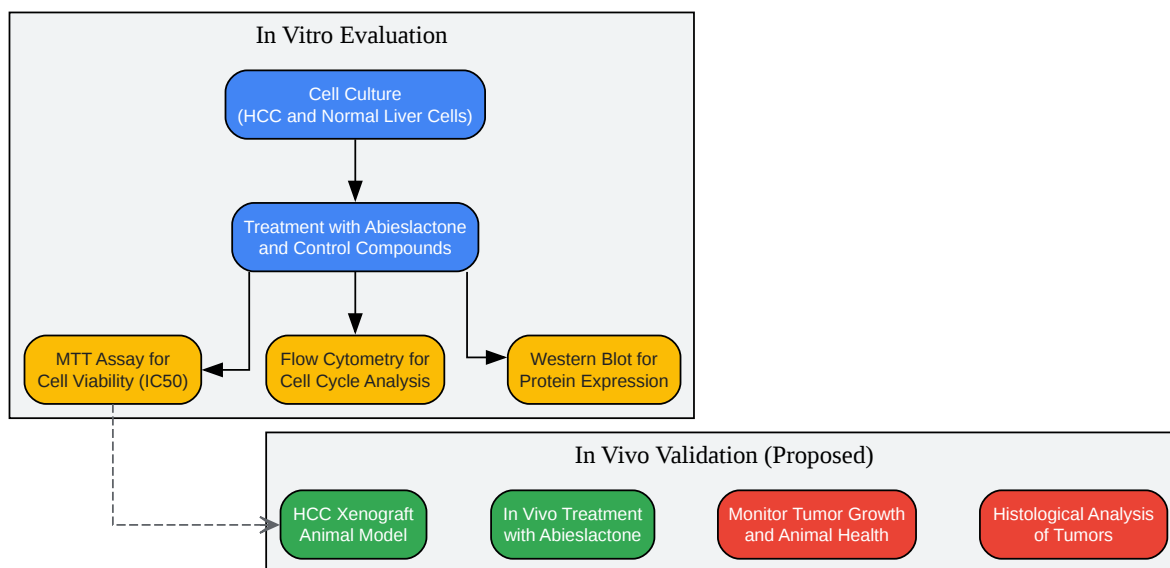 In Vitro Evaluation
Cell Culture
(HCC and Normal Liver Cells)
Treatment with Abieslactone
and Control Compounds
MTT Assay for
Cell Viability (IC50)
Flow Cytometry for
Cell Cycle Analysis
Western Blot for
Protein Expression
In Vivo Validation (Proposed)
HCC Xenograft
Animal Model
In Vivo Treatment
with Abieslactone
Monitor Tumor Growth
and Animal Health
Histological Analysis
of Tumors